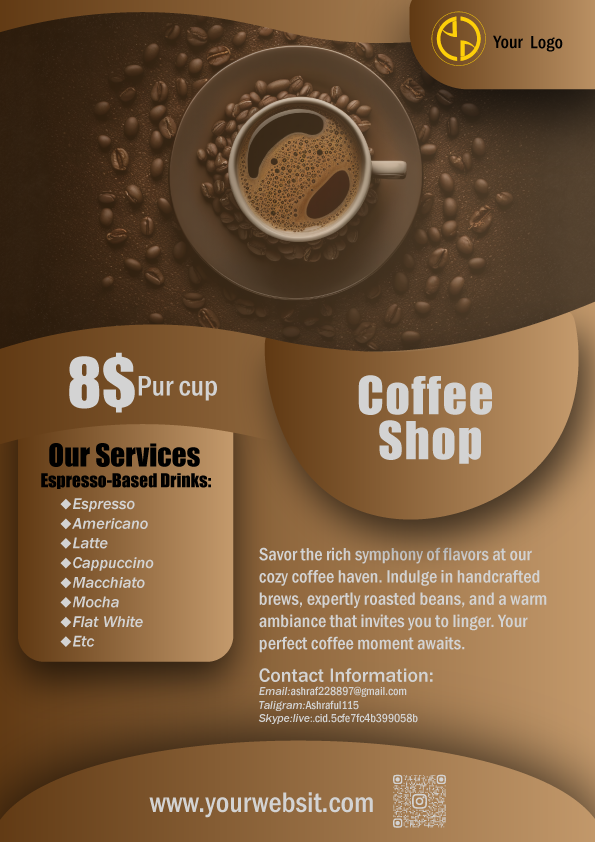 Your Logo
8$ Pur cup
Coffee
Shop
Our Services
Espresso-Based Drinks:
◆Espresso
◆Americano
◆Latte
◆Cappuccino
◆Macchiato
◆Mocha
◆Flat White
◆Etc
Savor the rich symphony of flavors at our
cozy coffee haven. Indulge in handcrafted
brews, expertly roasted beans, and a warm
ambiance that invites you to linger. Your
perfect coffee moment awaits.
Contact Information:
Email:ashraf228897@gmail.com
Taligram:Ashraful115
Skype:live:.cid.5cfe7fc4b399058b
www.yourwebsit.com